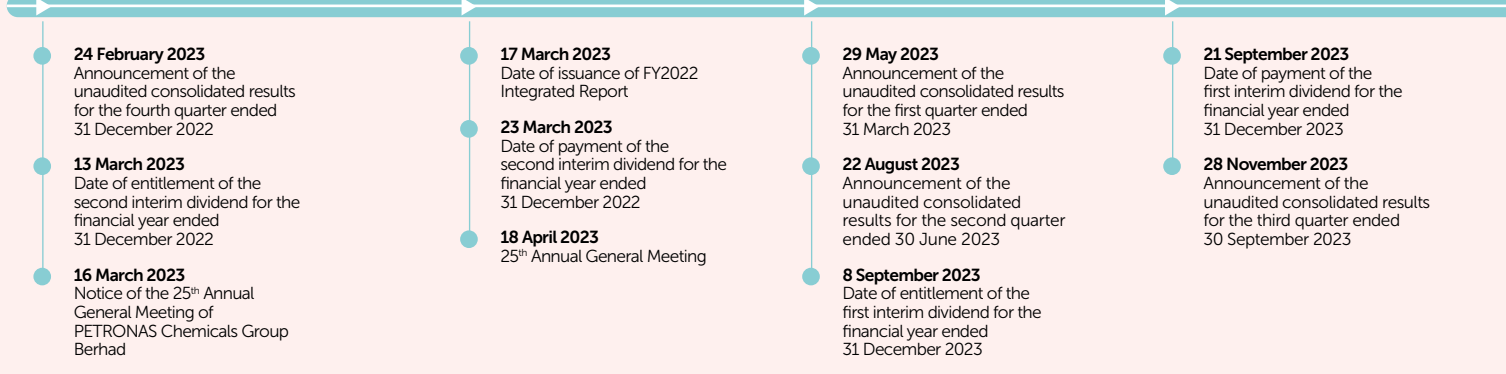 24 February 2023
Announcement of the
unaudited consolidated results
for the fourth quarter ended
31 December 2022
13 March 2023
Date of entitlement of the
second interim dividend for the
financial year ended
31 December 2022
16 March 2023
Notice of the 25th Annual
General Meeting of
PETRONAS Chemicals Group
Berhad
17 March 2023
Date of issuance of FY2022
Integrated Report
23 March 2023
Date of payment of the
second interim dividend for the
financial year ended
31 December 2022
18 April 2023
25th Annual General Meeting
29 May 2023
Announcement of the
unaudited consolidated results
for the first quarter ended
31 March 2023
22 August 2023
Announcement of the
unaudited consolidated
results for the second quarter
ended 30 June 2023
8 September 2023
Date of entitlement of the
first interim dividend for the
financial year ended
31 December 2023
21 September 2023
Date of payment of the
first interim dividend for the
financial year ended
31 December 2023
28 November 2023
Announcement of the
unaudited consolidated results
for the third quarter ended
30 September 2023